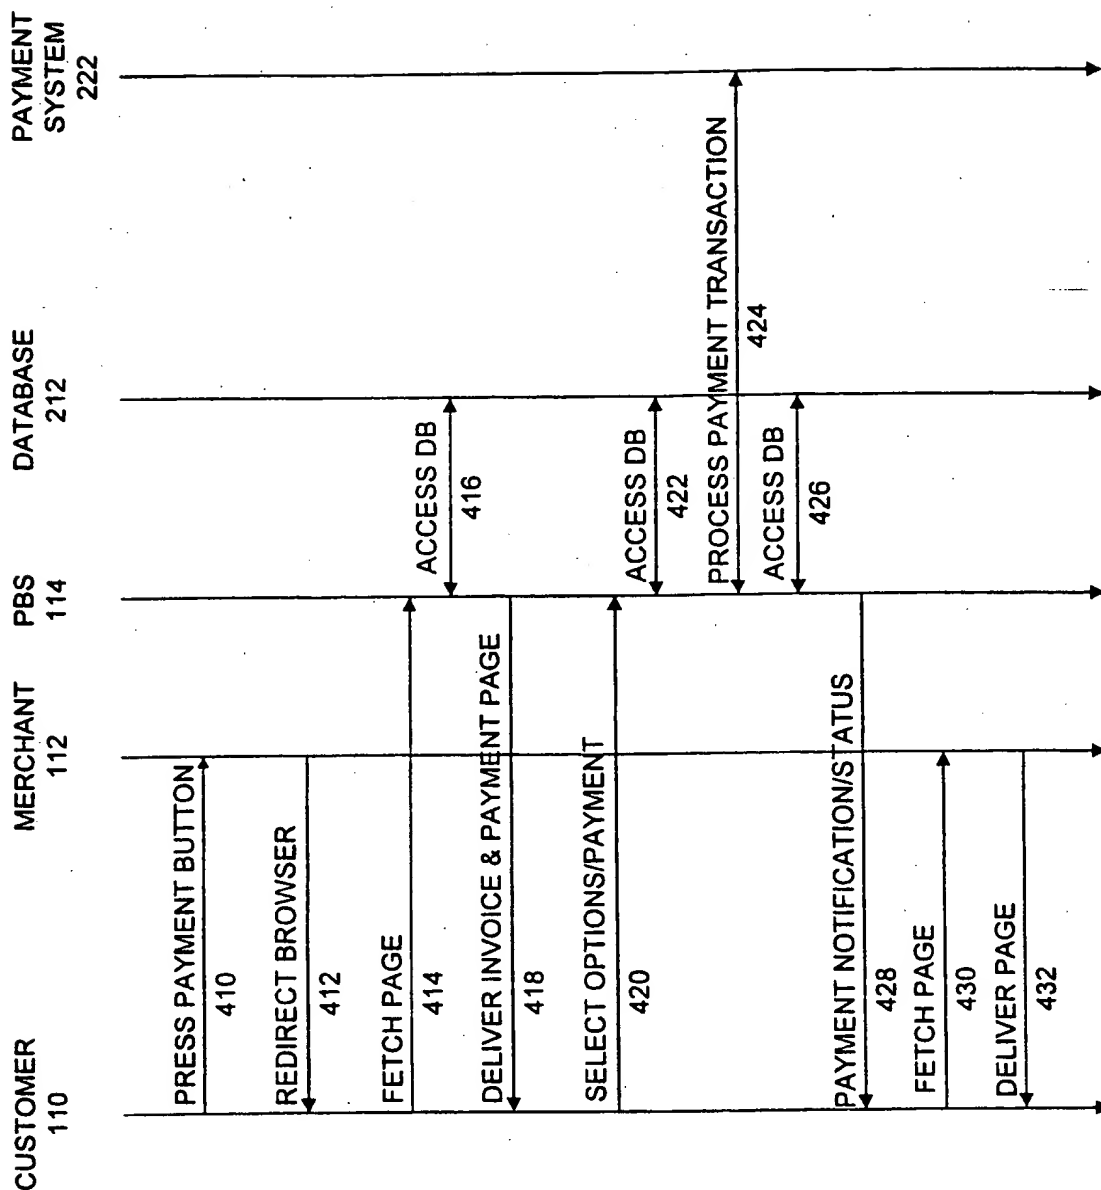 CUSTOMER
110
MERCHANT
112
PBS
114
DATABASE
212
PAYMENT
SYSTEM
222
PRESS PAYMENT BUTTON
410
REDIRECT BROWSER
412
FETCH PAGE
414
ACCESS DB
416
DELIVER INVOICE & PAYMENT PAGE
418
SELECT OPTIONS/PAYMENT
420
ACCESS DB
422
PROCESS PAYMENT TRANSACTION
424
ACCESS DB
426
PAYMENT NOTIFICATION/STATUS
428
FETCH PAGE
430
DELIVER PAGE
432